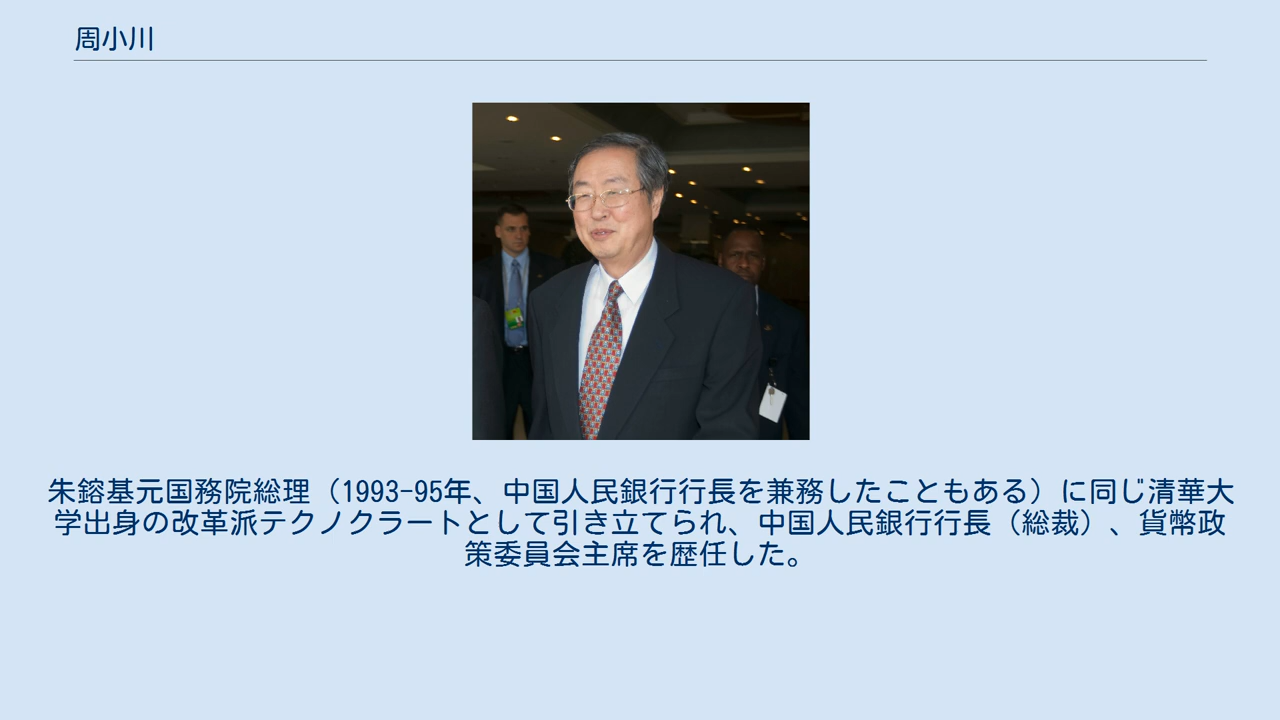 周小川
朱鎔基元国務院総理（1993-95年、中国人民銀行行長を兼務したこともある）に同じ清華大
学出身の改革派テクノクラートとして引き立てられ、中国人民銀行行長（総裁）、貨幣政
策委員会主席を歴任した。